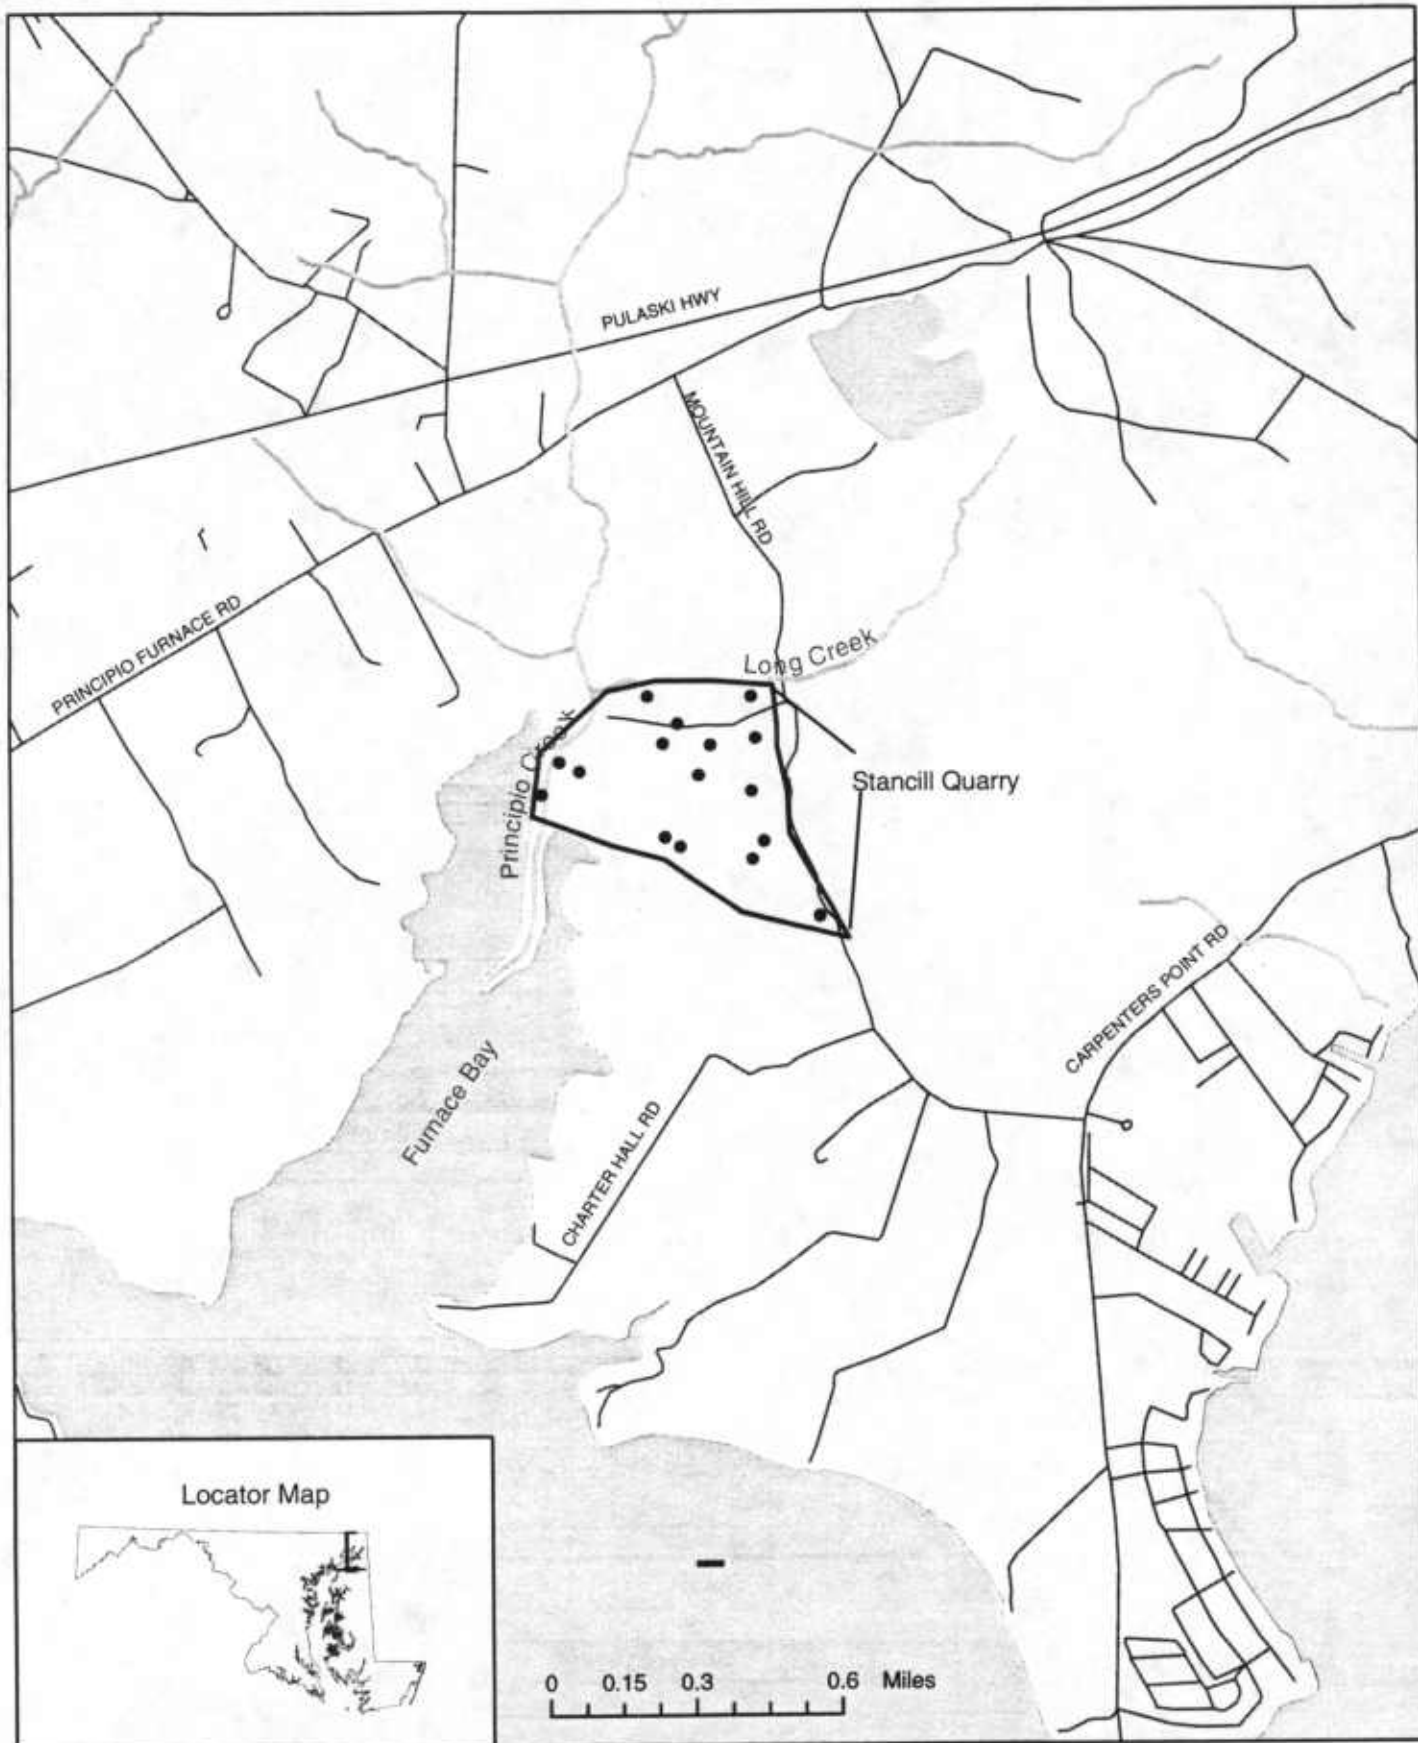 PULASKI HWY
MOUNTAIN HILL RD
PRINCIPIO FURNACE RD
Long Creek
Principio Creek
Stancill Quarry
CARPENTERS POINT RD
Furnace Bay
CHARTER HALL RD
Locator Map
0 0.15 0.3 0.6 Miles